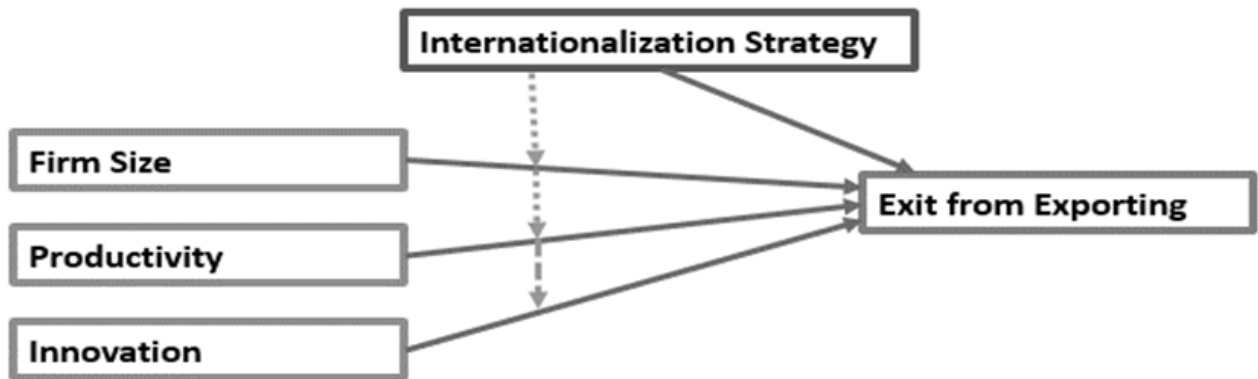 Internationalization Strategy
Firm Size
Exit from Exporting
Productivity
Innovation